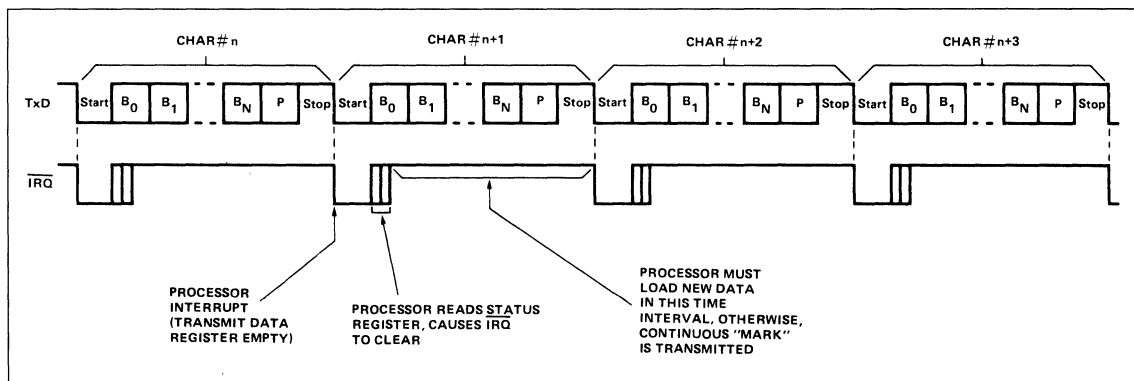 CHAR#n CHAR#n+1 CHAR#n+2 CHAR#n+3
TxD Start B0 B1 BN P Stop Start B0 B1 BN P Stop Start B0 B1 BN P Stop Start B0 B1 BN P Stop
IRQ
PROCESSOR
INTERRUPT
(TRANSMIT DATA
REGISTER EMPTY)
PROCESSOR READS STATUS
REGISTER, CAUSES IRQ
TO CLEAR
PROCESSOR MUST
LOAD NEW DATA
IN THIS TIME
INTERVAL, OTHERWISE,
CONTINUOUS "MARK"
IS TRANSMITTED